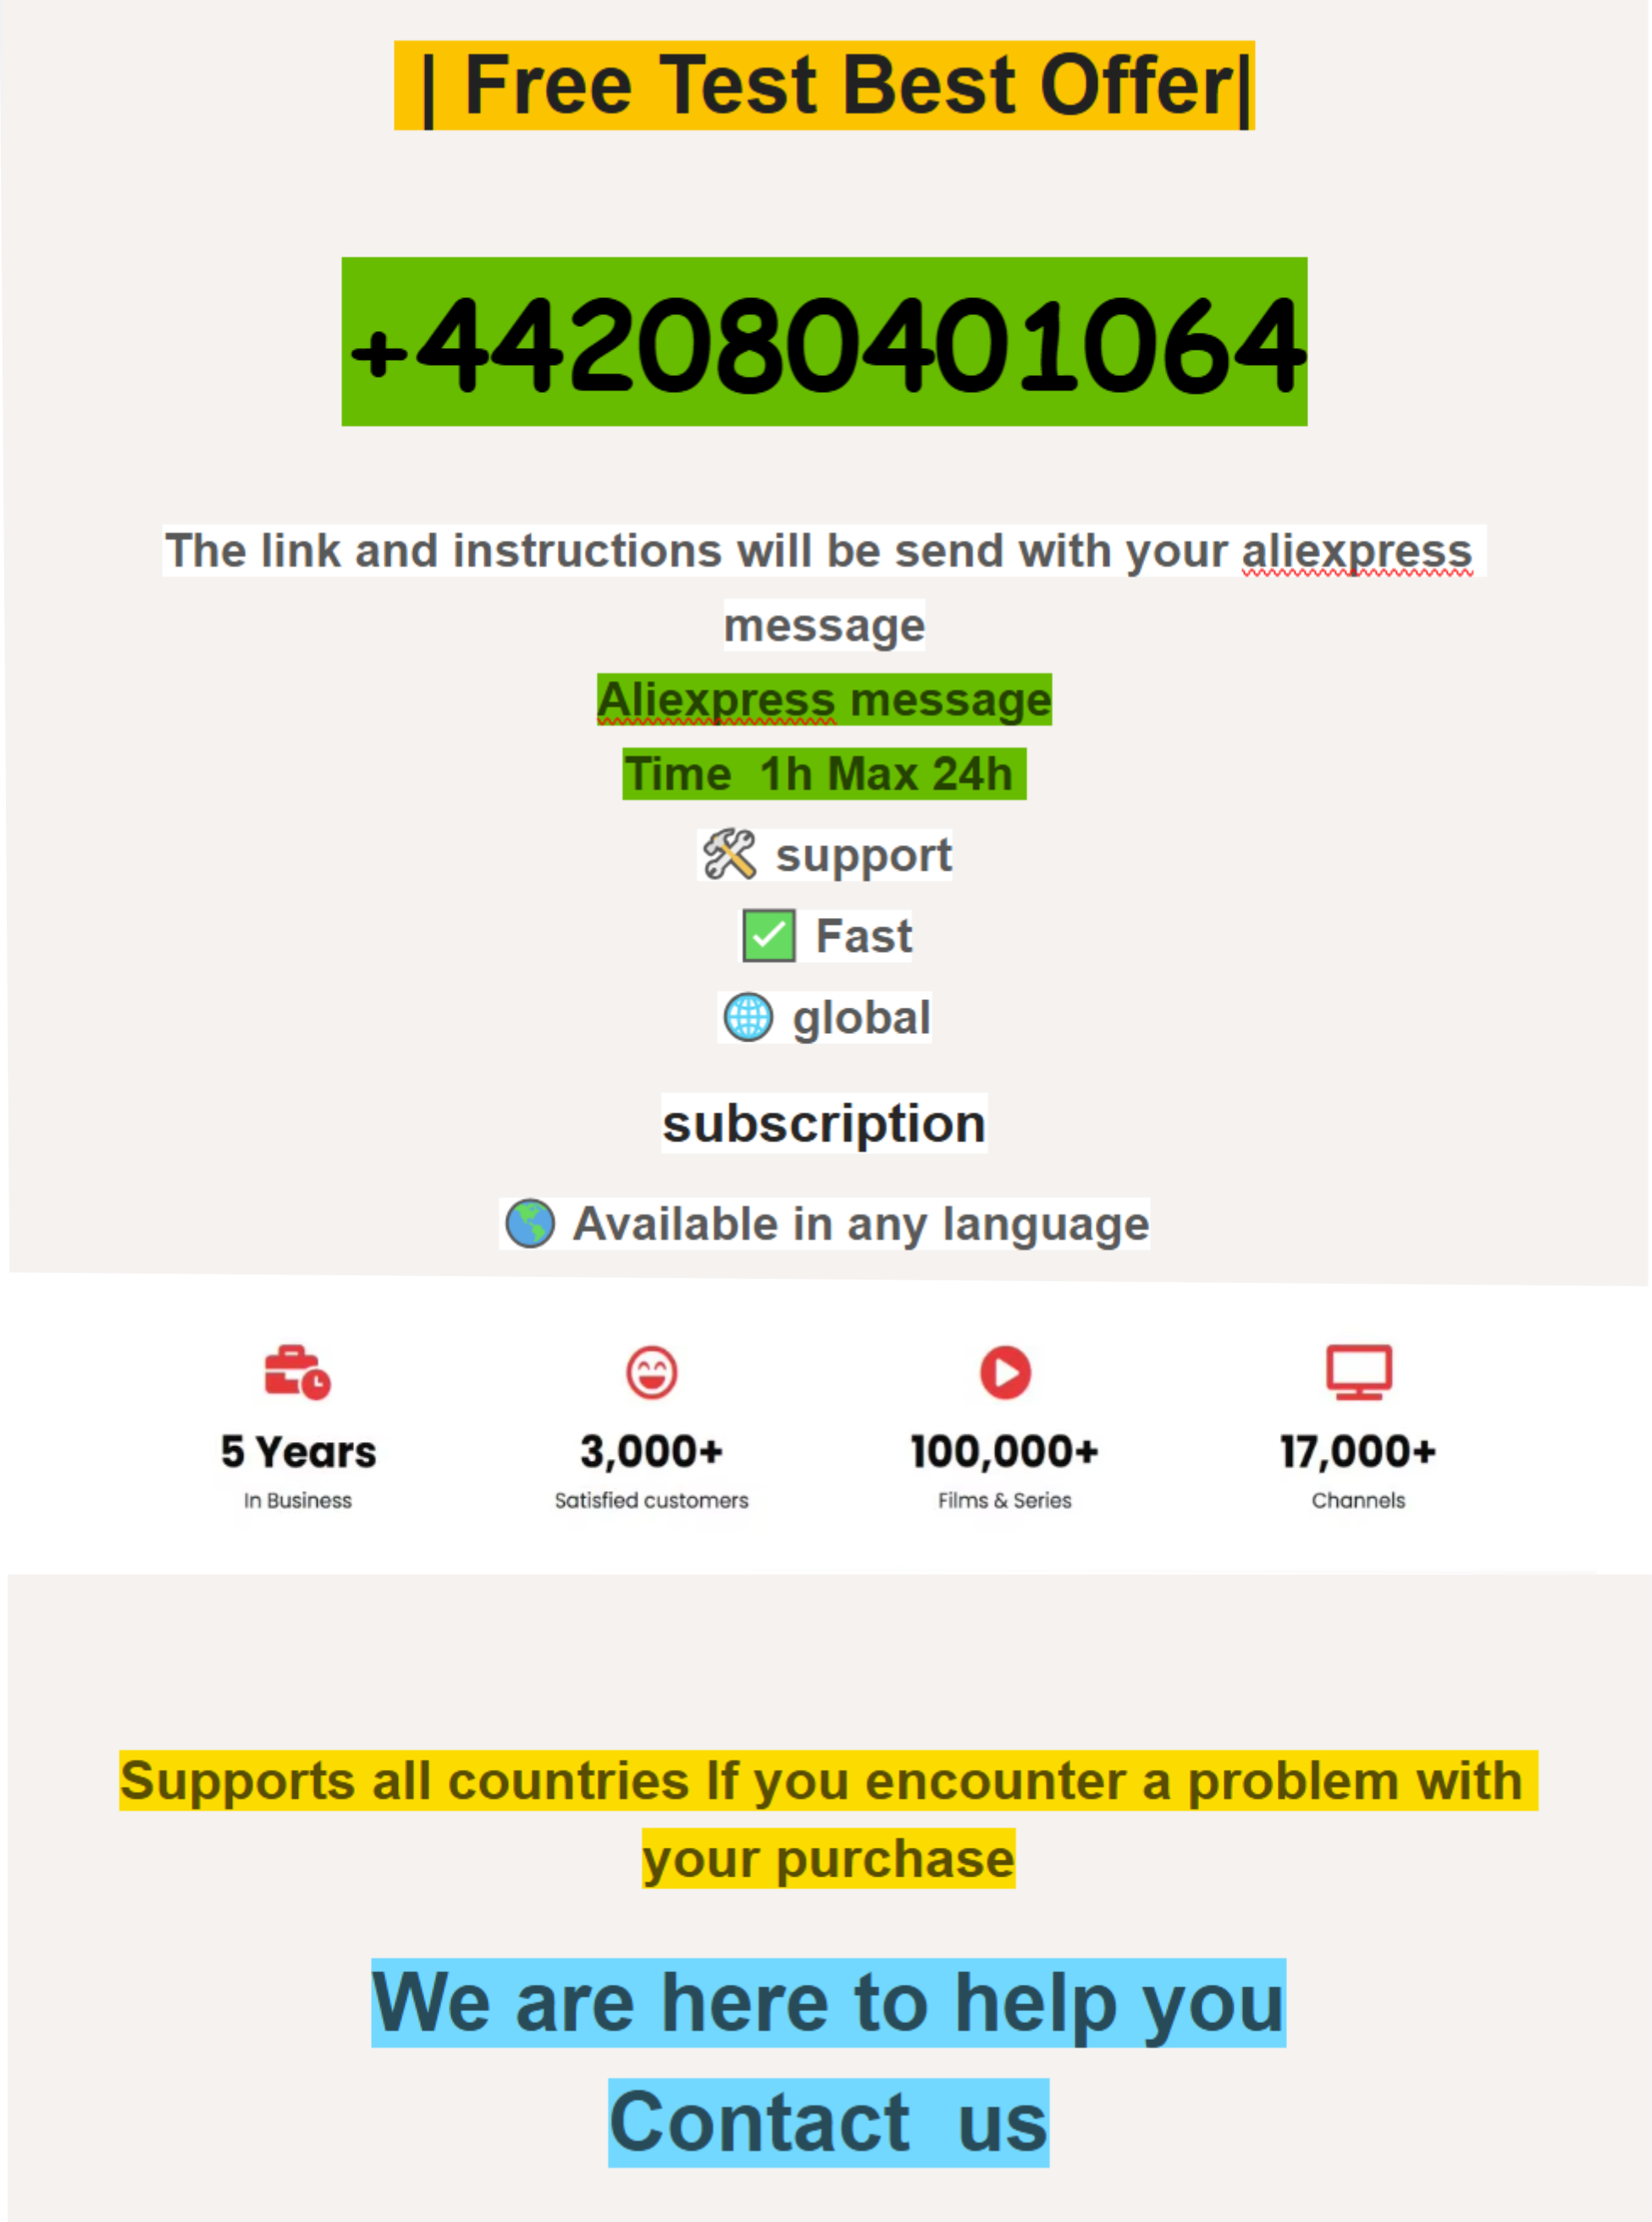 | Free Test Best Offer|
+442080401064
The link and instructions will be send with your aliexpress
message
Aliexpress message
Time 1h Max 24h
🛠 support
✅ Fast
🌐 global
subscription
🌎 Available in any language
5 Years 3,000+ 100,000+ 17,000+
In Business Satisfied customers Films & Series Channels
Supports all countries If you encounter a problem with
your purchase
We are here to help you
Contact us